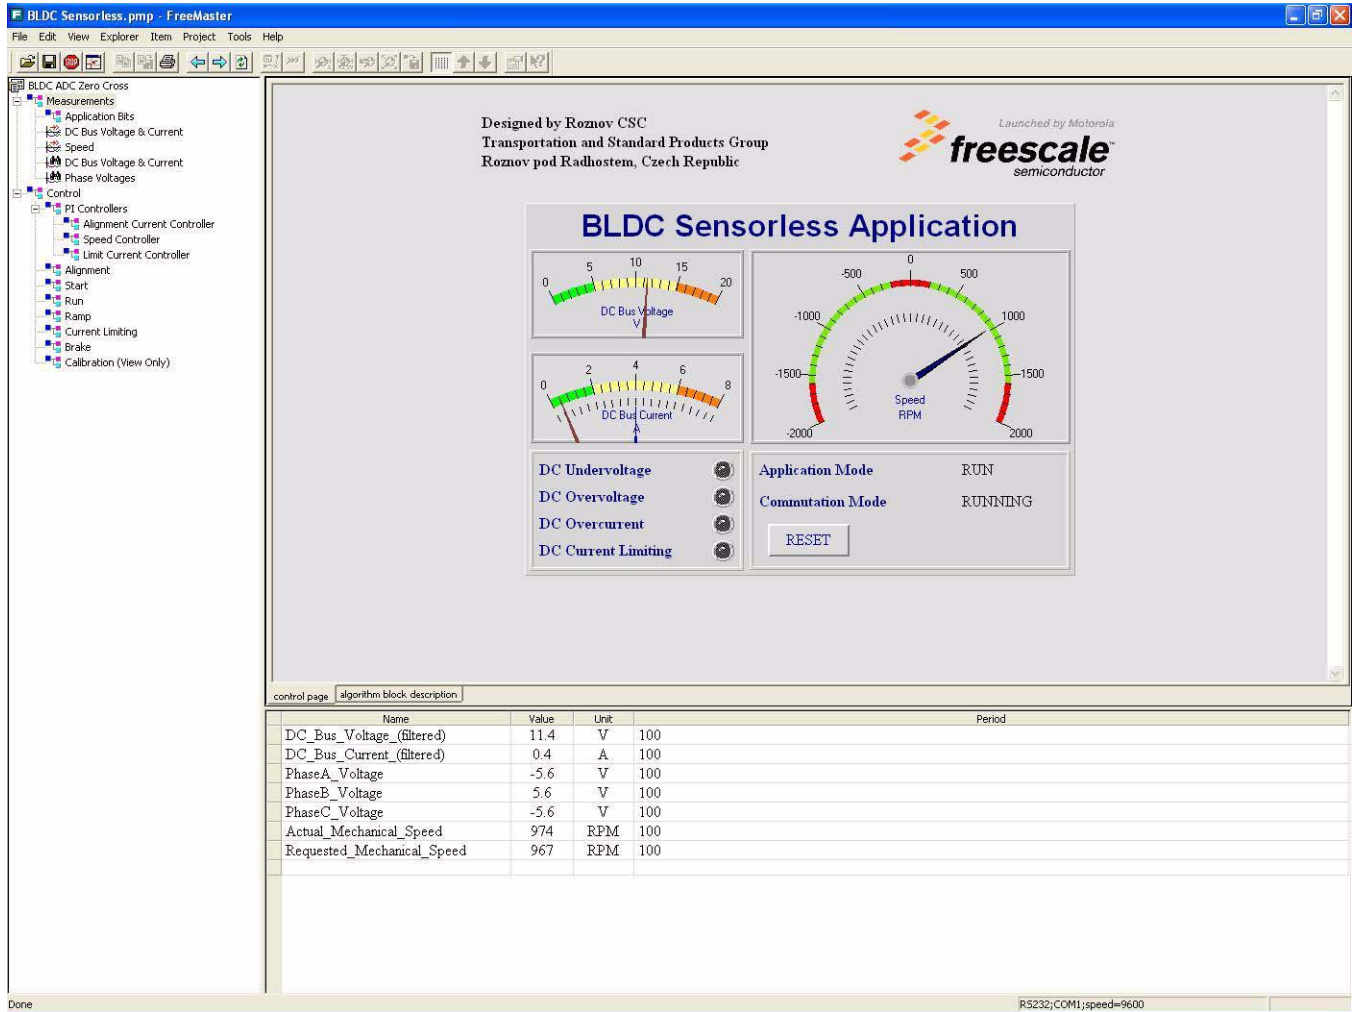 BLDC Sensorless.pmp - FreeMaster
File Edit View Explorer Item Project Tools Help
BLDC ADC Zero Cross
Measurements
Application Bits
DC Bus Voltage & Current
Speed
DC Bus Voltage & Current
Phase Voltages
Control
PI Controllers
Alignment Current Controller
Speed Controller
Limit Current Controller
Alignment
Start
Run
Ramp
Current Limiting
Brake
Calibration (View Only)
Designed by Roznov CSC
Transportation and Standard Products Group
Roznov pod Radhostem, Czech Republic
Launched by Motorola
freescale
semiconductor
BLDC Sensorless Application
0 5 10 15 20
DC Bus Voltage
V
0 2 4 6 8
DC Bus Current
A
-2000 -1500 -1000 -500 0 500 1000 1500 2000
Speed
RPM
DC Undervoltage
DC Overvoltage
DC Overcurrent
DC Current Limiting
Application Mode RUN
Commutation Mode RUNNING
RESET
control page algorithm block description
Name Value Unit Period
DC_Bus_Voltage_(filtered) 11.4 V 100
DC_Bus_Current_(filtered) 0.4 A 100
PhaseA_Voltage -5.6 V 100
PhaseB_Voltage 5.6 V 100
PhaseC_Voltage -5.6 V 100
Actual_Mechanical_Speed 974 RPM 100
Requested_Mechanical_Speed 967 RPM 100
Done RS232;COM1;speed=9600